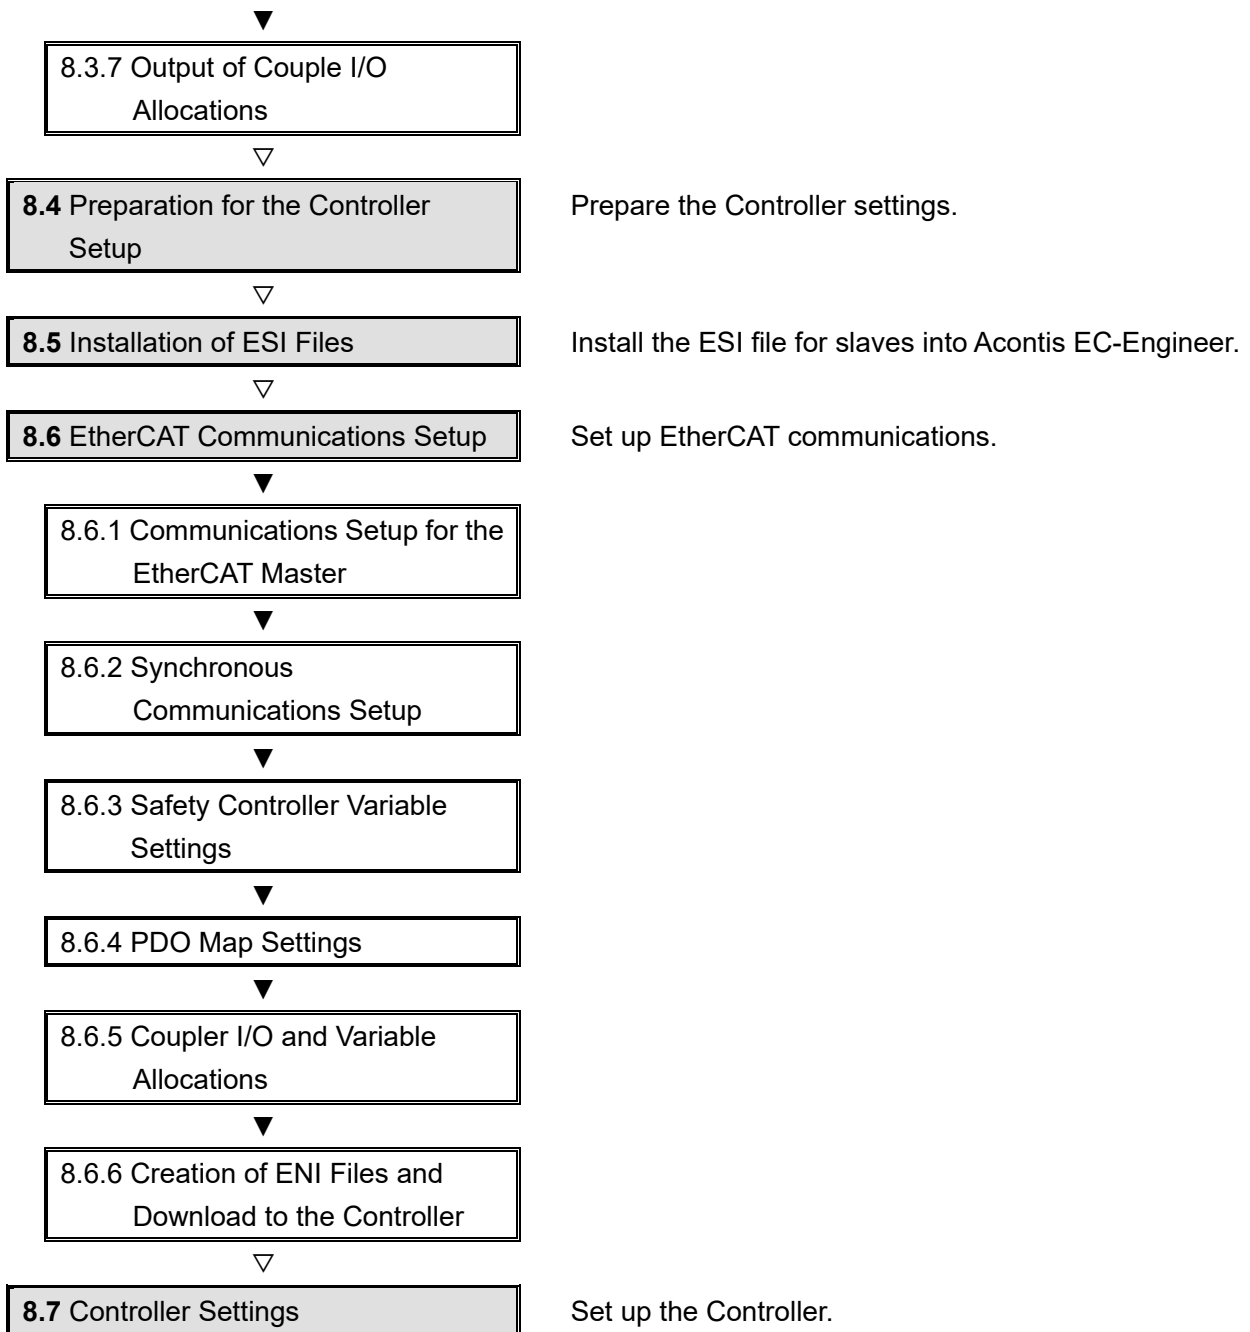 8.3.7 Output of Couple I/O
Allocations
8.4 Preparation for the Controller
Setup
Prepare the Controller settings.
8.5 Installation of ESI Files
Install the ESI file for slaves into Acontis EC-Engineer.
8.6 EtherCAT Communications Setup
Set up EtherCAT communications.
8.6.1 Communications Setup for the
EtherCAT Master
8.6.2 Synchronous
Communications Setup
8.6.3 Safety Controller Variable
Settings
8.6.4 PDO Map Settings
8.6.5 Coupler I/O and Variable
Allocations
8.6.6 Creation of ENI Files and
Download to the Controller
8.7 Controller Settings
Set up the Controller.